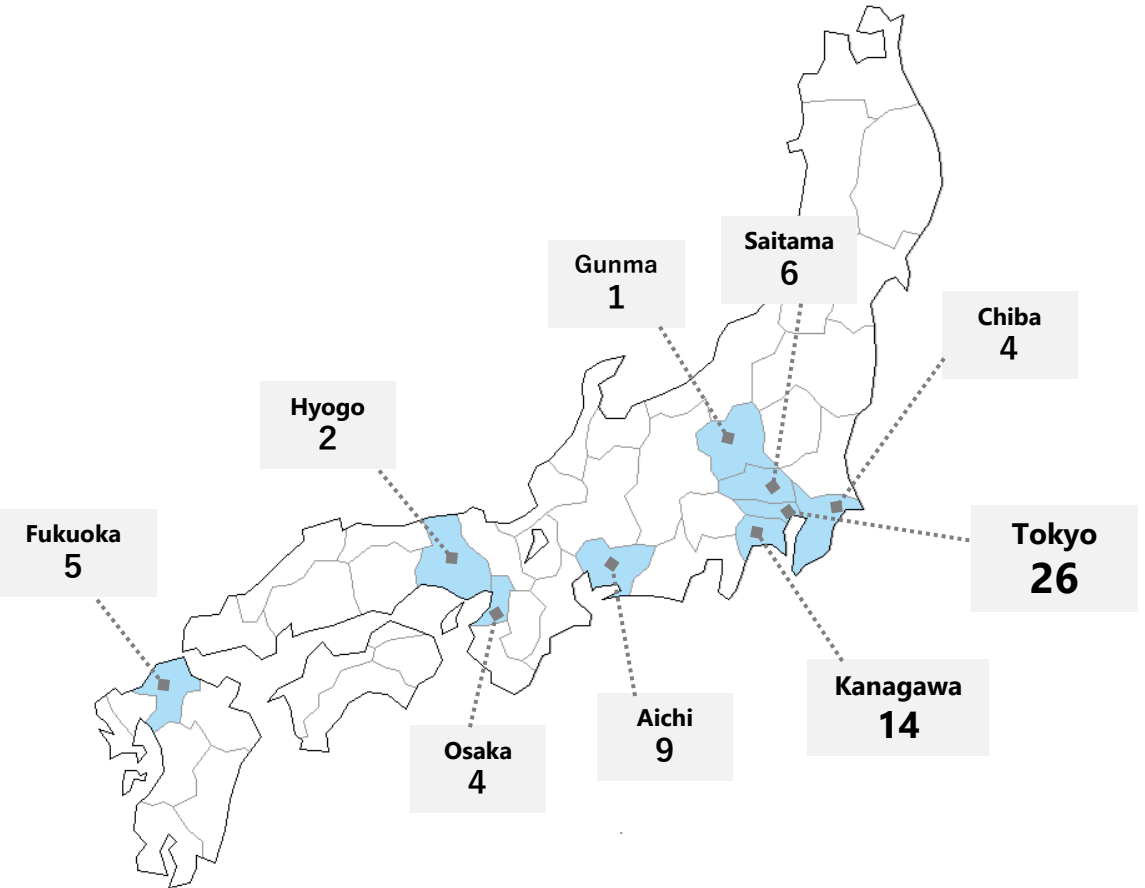 Saitama
6
Gunma
1
Chiba
4
Hyogo
2
Fukuoka
5
Tokyo
26
Kanagawa
14
Aichi
9
Osaka
4